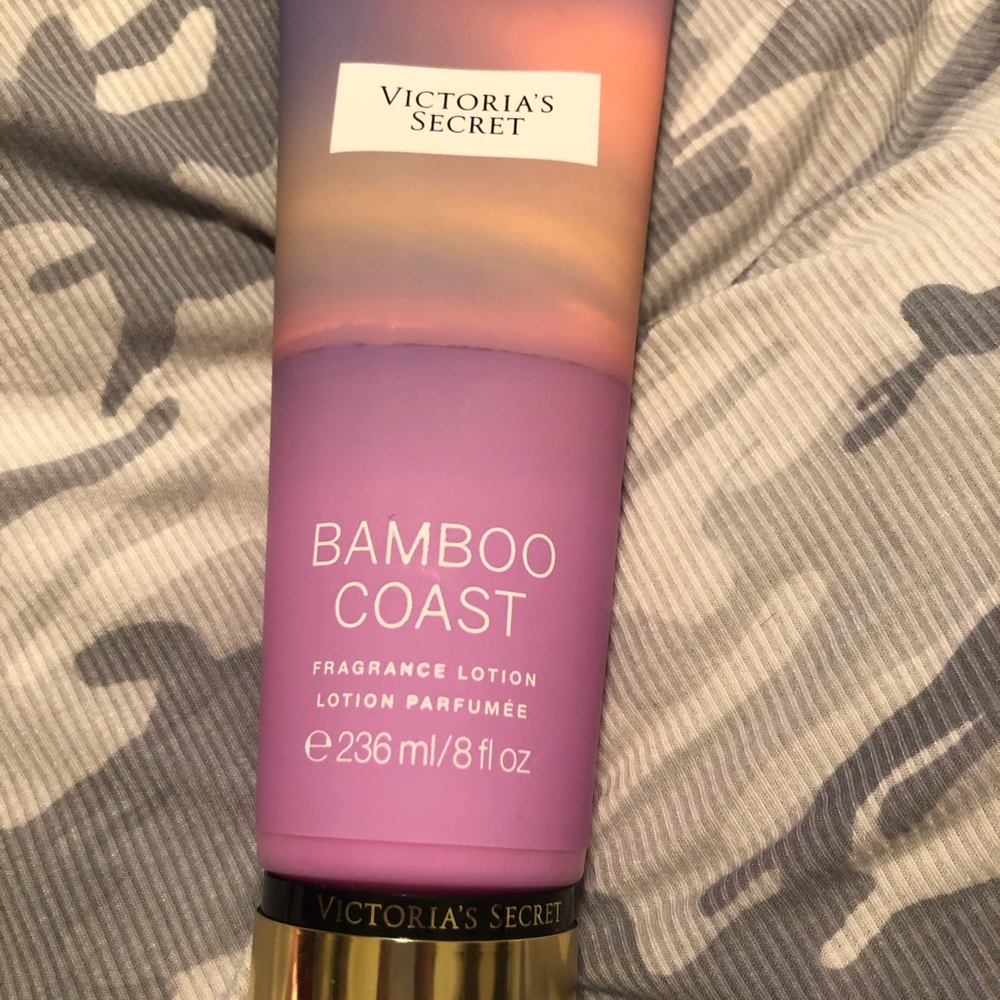 VICTORIA'S
SECRET
BAMBOO
COAST
FRAGRANCE LOTION
LOTION PARFUMÉE
℮ 236 ml/8 fl oz
VICTORIA'S SECRET